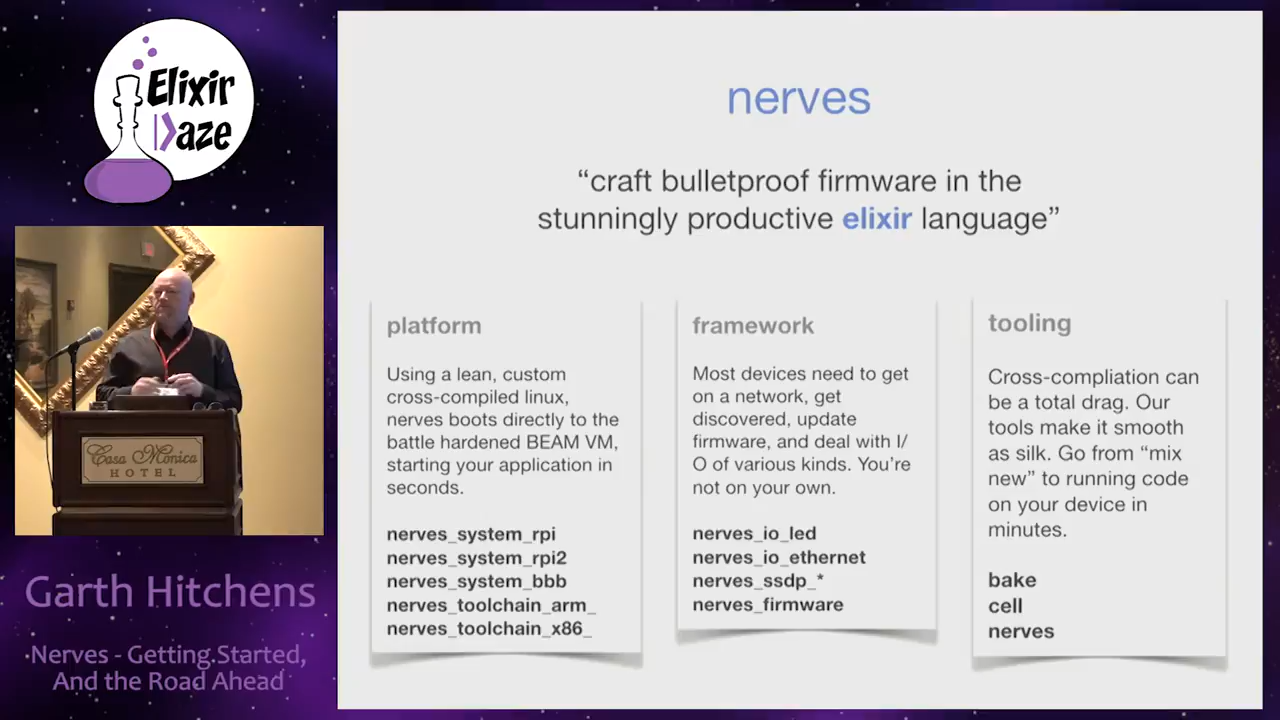 Elixir
Daze
Casa Monica
HOTEL
Garth Hitchens
Nerves - Getting Started,
And the Road Ahead
nerves
“craft bulletproof firmware in the
stunningly productive elixir language”
platform
Using a lean, custom
cross-compiled linux,
nerves boots directly to the
battle hardened BEAM VM,
starting your application in
seconds.
nerves_system_rpi
nerves_system_rpi2
nerves_system_bbb
nerves_toolchain_arm_
nerves_toolchain_x86_
framework
Most devices need to get
on a network, get
discovered, update
firmware, and deal with I/
O of various kinds. You’re
not on your own.
nerves_io_led
nerves_io_ethernet
nerves_ssdp_*
nerves_firmware
tooling
Cross-compliation can
be a total drag. Our
tools make it smooth
as silk. Go from “mix
new” to running code
on your device in
minutes.
bake
cell
nerves